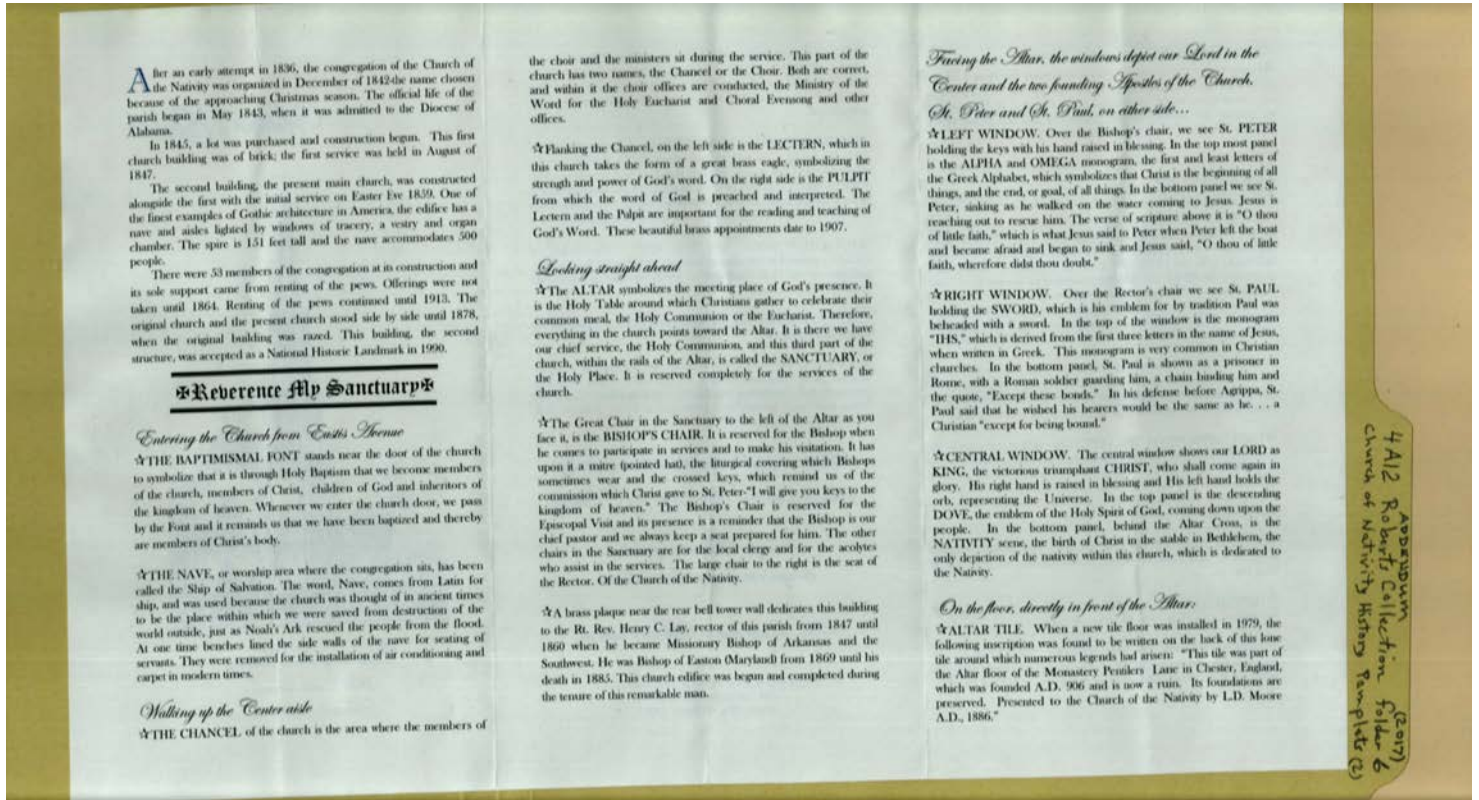 After an early attempt in 1836, the congregation of the Church of
the Nativity was organized in December of 1842-the name chosen
because of the approaching Christmas season. The official life of the
parish began in May 1843, when it was admitted to the Diocese of
Alabama.
In 1845, a lot was purchased and construction begun. This first
church building was of brick; the first service was held in August of
1847.
The second building, the present main church, was constructed
alongside the first with the initial service on Easter Eve 1859. One of
the finest examples of Gothic architecture in America, the edifice has a
nave and aisles lighted by windows of tracery, a vestry and organ
chamber. The spire is 151 feet tall and the nave accommodates 500
people.
There were 53 members of the congregation at its construction and
its sole support came from renting of the pews. Offerings were not
taken until 1864. Renting of the pews continued until 1913. The
original church and the present church stood side by side until 1878,
when the original building was razed. This building, the second
structure, was accepted as a National Historic Landmark in 1990.
✠Reverence My Sanctuary✠
Entering the Church from Eustis Avenue
☆THE BAPTIMISMAL FONT stands near the door of the church
to symbolize that it is through Holy Baptism that we become members
of the church, members of Christ, children of God and inheritors of
the kingdom of heaven. Whenever we enter the church door, we pass
by the Font and it reminds us that we have been baptized and thereby
are members of Christ's body.
☆THE NAVE, or worship area where the congregation sits, has been
called the Ship of Salvation. The word, Nave, comes from Latin for
ship, and was used because the church was thought of in ancient times
to be the place within which we were saved from destruction of the
world outside, just as Noah's Ark rescued the people from the flood.
At one time benches lined the side walls of the nave for seating of
servants. They were removed for the installation of air conditioning and
carpet in modern times.
Walking up the Center aisle
☆THE CHANCEL of the church is the area where the members of
the choir and the ministers sit during the service. This part of the
church has two names, the Chancel or the Choir. Both are correct,
and within it the choir offices are conducted, the Ministry of the
Word for the Holy Eucharist and Choral Evensong and other
offices.
☆Flanking the Chancel, on the left side is the LECTERN, which in
this church takes the form of a great brass eagle, symbolizing the
strength and power of God's word. On the right side is the PULPIT
from which the word of God is preached and interpreted. The
Lectern and the Pulpit are important for the reading and teaching of
God's Word. These beautiful brass appointments date to 1907.
Looking straight ahead
☆The ALTAR symbolizes the meeting place of God's presence. It
is the Holy Table around which Christians gather to celebrate their
common meal, the Holy Communion or the Eucharist. Therefore,
everything in the church points toward the Altar. It is there we have
our chief service, the Holy Communion, and this third part of the
church, within the rails of the Altar, is called the SANCTUARY, or
the Holy Place. It is reserved completely for the services of the
church.
☆The Great Chair in the Sanctuary to the left of the Altar as you
face it, is the BISHOP'S CHAIR. It is reserved for the Bishop when
he comes to participate in services and to make his visitation. It has
upon it a mitre (pointed hat), the liturgical covering which Bishops
sometimes wear and the crossed keys, which remind us of the
commission which Christ gave to St. Peter-"I will give you keys to the
kingdom of heaven." The Bishop's Chair is reserved for the
Episcopal Visit and its presence is a reminder that the Bishop is our
chief pastor and we always keep a seat prepared for him. The other
chairs in the Sanctuary are for the local clergy and for the acolytes
who assist in the services. The large chair to the right is the seat of
the Rector. Of the Church of the Nativity.
☆A brass plaque near the rear bell tower wall dedicates this building
to the Rt. Rev. Henry C. Lay, rector of this parish from 1847 until
1860 when he became Missionary Bishop of Arkansas and the
Southwest. He was Bishop of Easton (Maryland) from 1869 until his
death in 1885. This church edifice was begun and completed during
the tenure of this remarkable man.
Facing the Altar, the windows depict our Lord in the
Center and the two founding Apostles of the Church,
St. Peter and St. Paul, on either side...
☆LEFT WINDOW. Over the Bishop's chair, we see St. PETER
holding the keys with his hand raised in blessing. In the top most panel
is the ALPHA and OMEGA monogram, the first and least letters of
the Greek Alphabet, which symbolizes that Christ is the beginning of all
things, and the end, or goal, of all things. In the bottom panel we see St.
Peter, sinking as he walked on the water coming to Jesus. Jesus is
reaching out to rescue him. The verse of scripture above it is "O thou
of little faith," which is what Jesus said to Peter when Peter left the boat
and became afraid and began to sink and Jesus said, "O thou of little
faith, wherefore didst thou doubt."
☆RIGHT WINDOW. Over the Rector's chair we see St. PAUL
holding the SWORD, which is his emblem for by tradition Paul was
beheaded with a sword. In the top of the window is the monogram
"IHS," which is derived from the first three letters in the name of Jesus,
when written in Greek. This monogram is very common in Christian
churches. In the bottom panel, St. Paul is shown as a prisoner in
Rome, with a Roman soldier guarding him, a chain binding him and
the quote, "Except these bonds." In his defense before Agrippa, St.
Paul said that he wished his hearers would be the same as he. . . a
Christian "except for being bound."
☆CENTRAL WINDOW. The central window shows our LORD as
KING, the victorious triumphant CHRIST, who shall come again in
glory. His right hand is raised in blessing and His left hand holds the
orb, representing the Universe. In the top panel is the descending
DOVE, the emblem of the Holy Spirit of God, coming down upon the
people. In the bottom panel, behind the Altar Cross, is the
NATIVITY scene, the birth of Christ in the stable in Bethlehem, the
only depiction of the nativity within this church, which is dedicated to
the Nativity.
On the floor, directly in front of the Altar:
☆ALTAR TILE. When a new tile floor was installed in 1979, the
following inscription was found to be written on the back of this lone
tile around which numerous legends had arisen: "This tile was part of
the Altar floor of the Monastery Pentilers Lane in Chester, England,
which was founded A.D. 906 and is now a ruin. Its foundations are
preserved. Presented to the Church of the Nativity by L.D. Moore
A.D., 1886."
ADDENDUM (2017)
4A12 Roberts Collection folder 6
Church of Nativity History Pamplets (2)